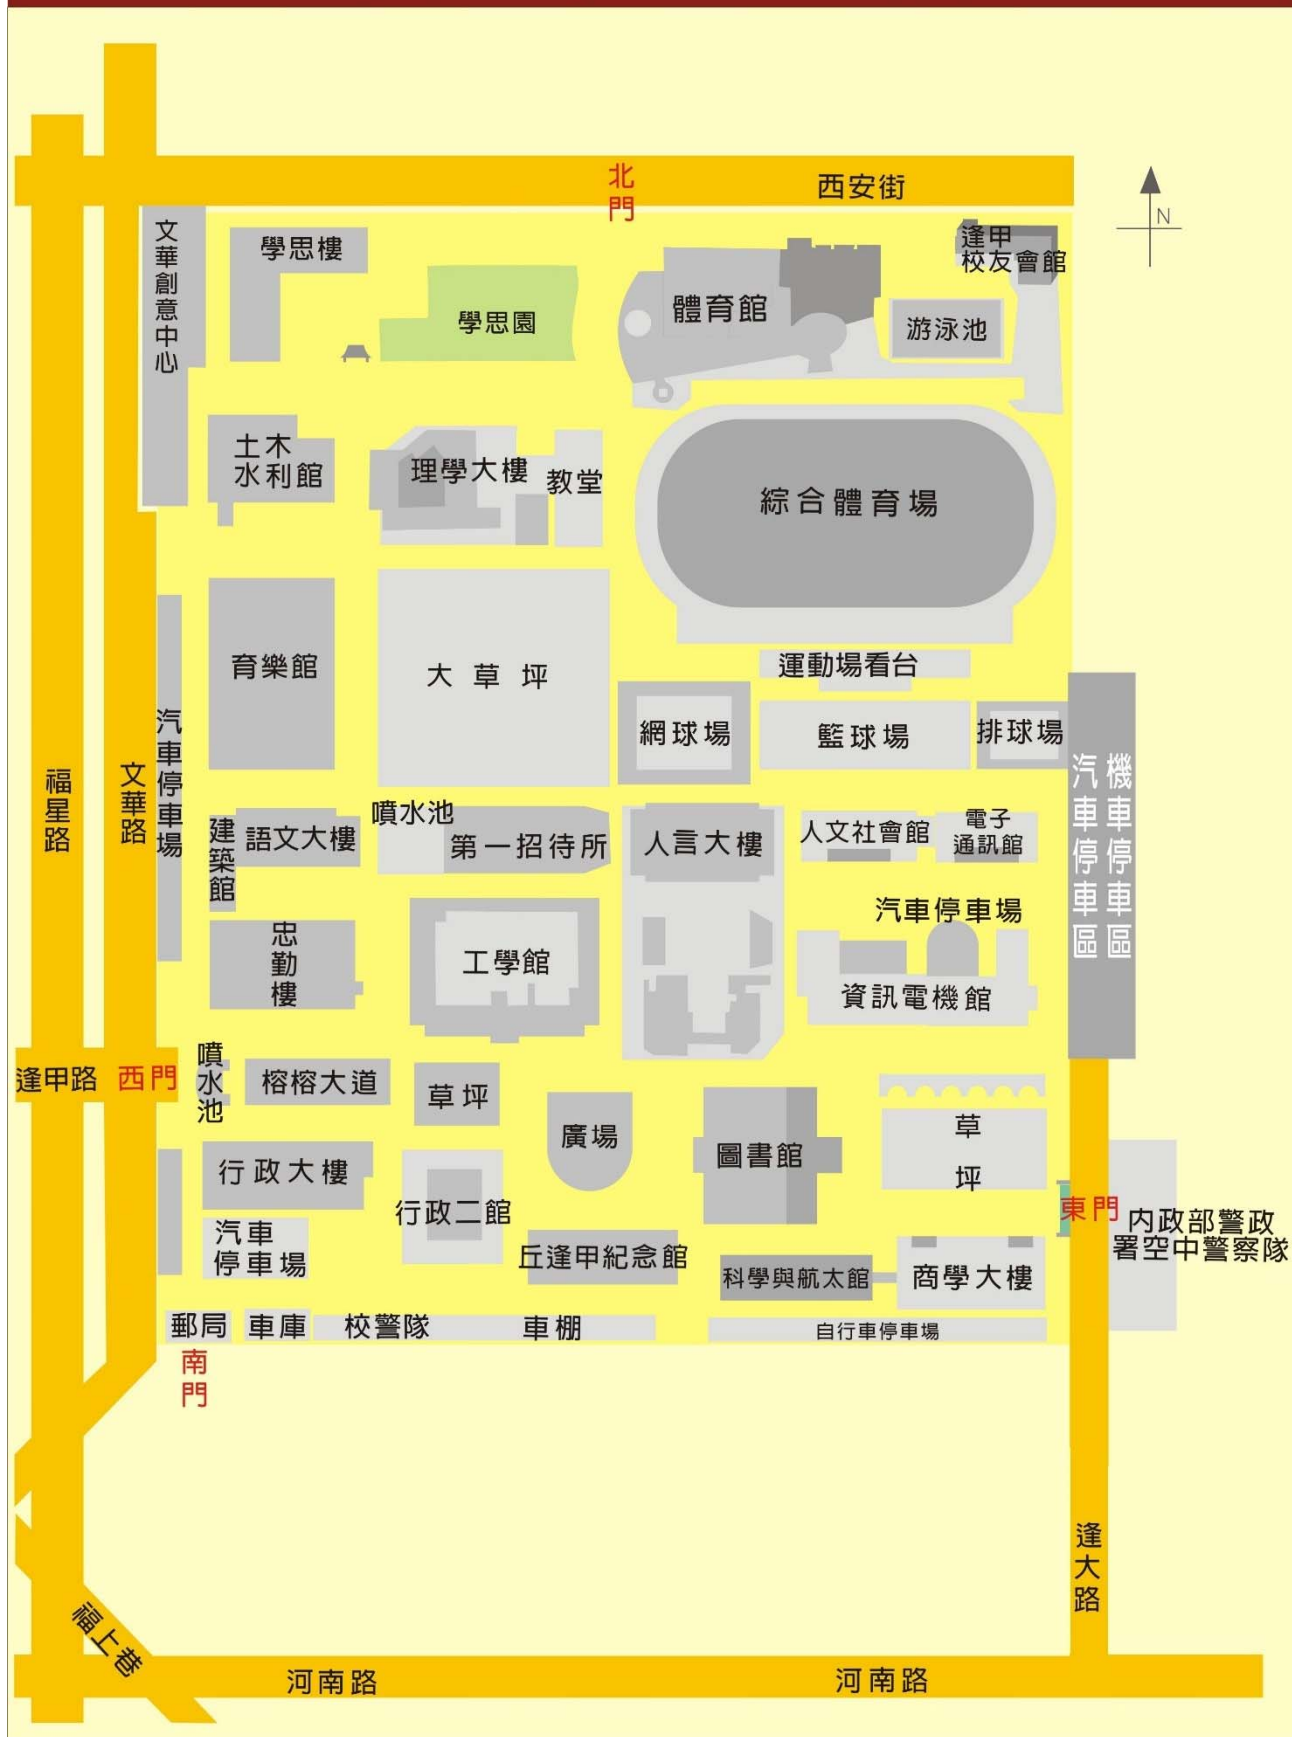 北
門
西安街
N
文華創意中心
學思樓
逢甲
校友會館
學思園
體育館
游泳池
土木
水利館
理學大樓
教堂
綜合體育場
育樂館
大草坪
運動場看台
網球場
籃球場
排球場
汽車停車場
福星路
文華路
汽車停車區
機車停車區
噴水池
建築館
語文大樓
第一招待所
人言大樓
人文社會館
電子
通訊館
汽車停車場
忠勤樓
工學館
資訊電機館
逢甲路
西門
噴水池
榕榕大道
草坪
廣場
圖書館
草
坪
行政大樓
行政二館
東門
內政部警政
署空中警察隊
汽車
停車場
丘逢甲紀念館
科學與航太館
商學大樓
郵局
車庫
校警隊
車棚
自行車停車場
南
門
逢大路
福上巷
河南路
河南路